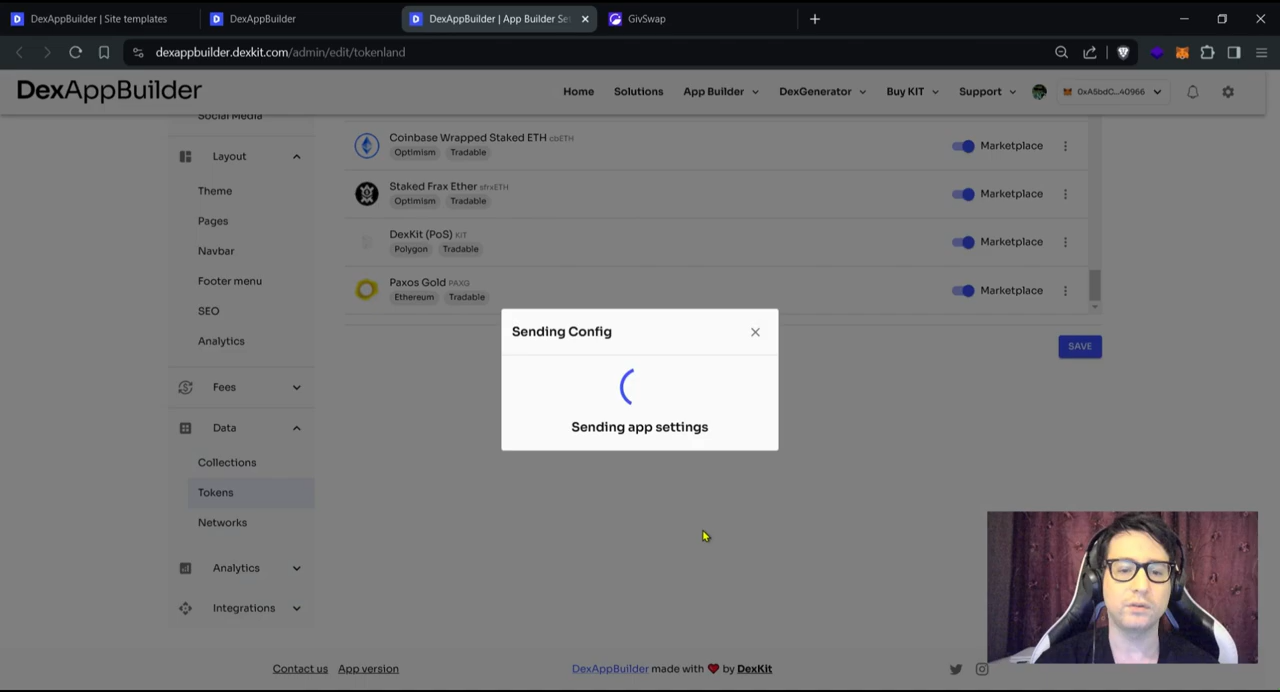 DexAppBuilder | Site templates
DexAppBuilder
DexAppBuilder | App Builder Se
GivSwap
dexappbuilder.dexkit.com/admin/edit/tokenland
DexAppBuilder
Home
Solutions
App Builder
DexGenerator
Buy KIT
Support
0xA5bdC...40966
Social Media
Layout
Theme
Pages
Navbar
Footer menu
SEO
Analytics
Fees
Data
Collections
Tokens
Networks
Analytics
Integrations
Coinbase Wrapped Staked ETH cbETH
Optimism Tradable
Marketplace
Staked Frax Ether sfrxETH
Optimism Tradable
Marketplace
DexKit (PoS) KIT
Polygon Tradable
Marketplace
Paxos Gold PAXG
Ethereum Tradable
Marketplace
SAVE
Sending Config
Sending app settings
Contact us App version
DexAppBuilder made with ❤ by DexKit